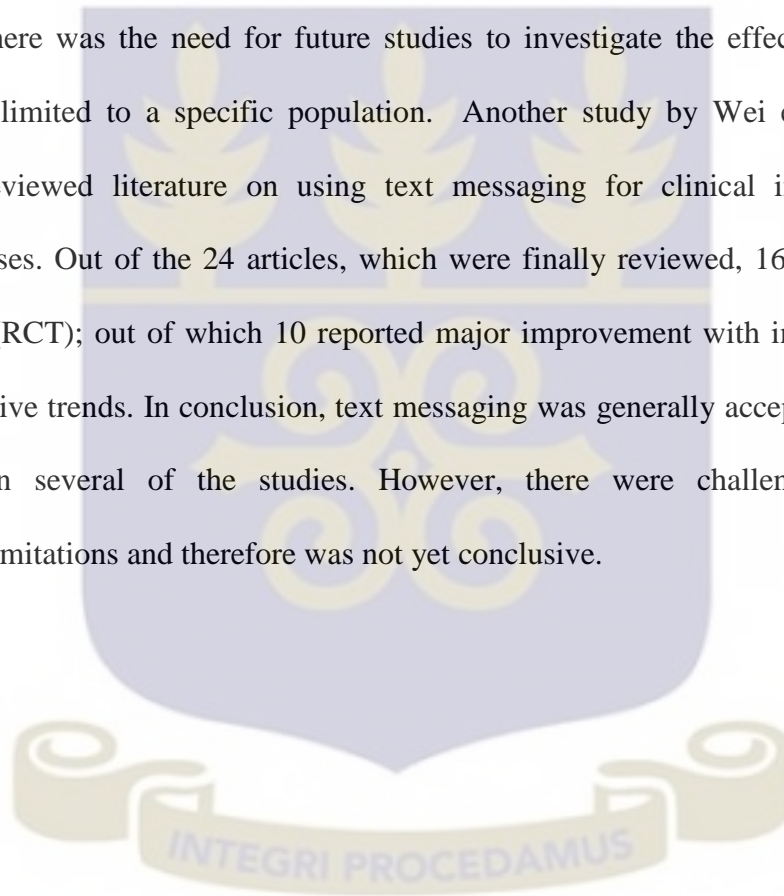 here was the need for future studies to investigate the effec
limited to a specific population. Another study by Wei
eviewed literature on using text messaging for clinical i
ses. Out of the 24 articles, which were finally reviewed, 16
RCT); out of which 10 reported major improvement with i
ive trends. In conclusion, text messaging was generally accep
n several of the studies. However, there were challen
mitations and therefore was not yet conclusive.
INTEGRI PROCEDAMUS